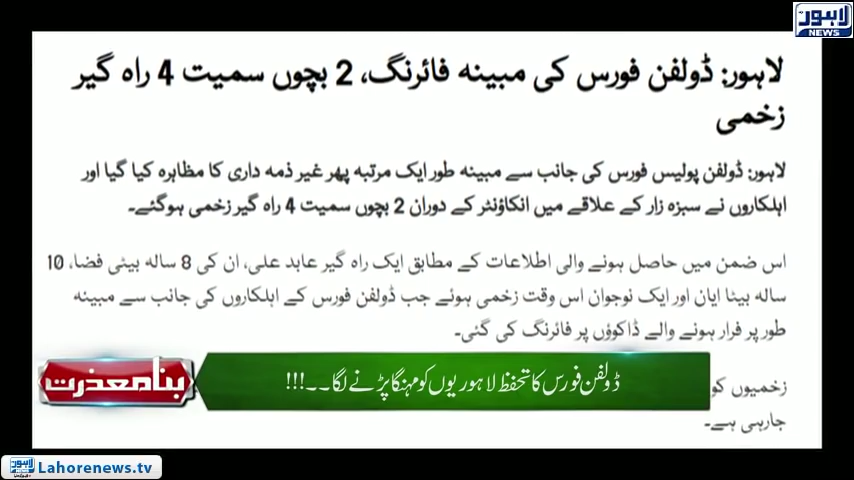 لاہور
NEWS
لاہور: ڈولفن فورس کی مبینہ فائرنگ، 2 بچوں سمیت 4 راہ گیر
زخمی
لاہور: ڈولفن پولیس فورس کی جانب سے مبینہ طور ایک مرتبہ پھر غیر ذمہ داری کا مظاہرہ کیا گیا اور
اہلکاروں نے سبزہ زار کے علاقے میں انکاؤنٹر کے دوران 2 بچوں سمیت 4 راہ گیر زخمی ہوگئے۔
اس ضمن میں حاصل ہونے والی اطلاعات کے مطابق ایک راہ گیر عابد علی، ان کی 8 سالہ بیٹی فضا، 10
سالہ بیٹا ایان اور ایک نوجوان اس وقت زخمی ہوئے جب ڈولفن فورس کے اہلکاروں کی جانب سے مبینہ
طور پر فرار ہونے والے ڈاکوؤں پر فائرنگ کی گئی۔
زخمیوں کو
جارہی ہے۔
بنا معذرت
ڈولفن فورس کا تحفظ لاہوریوں کو مہنگا پڑنے لگا۔۔۔!!!
لاہور Lahorenews.tv